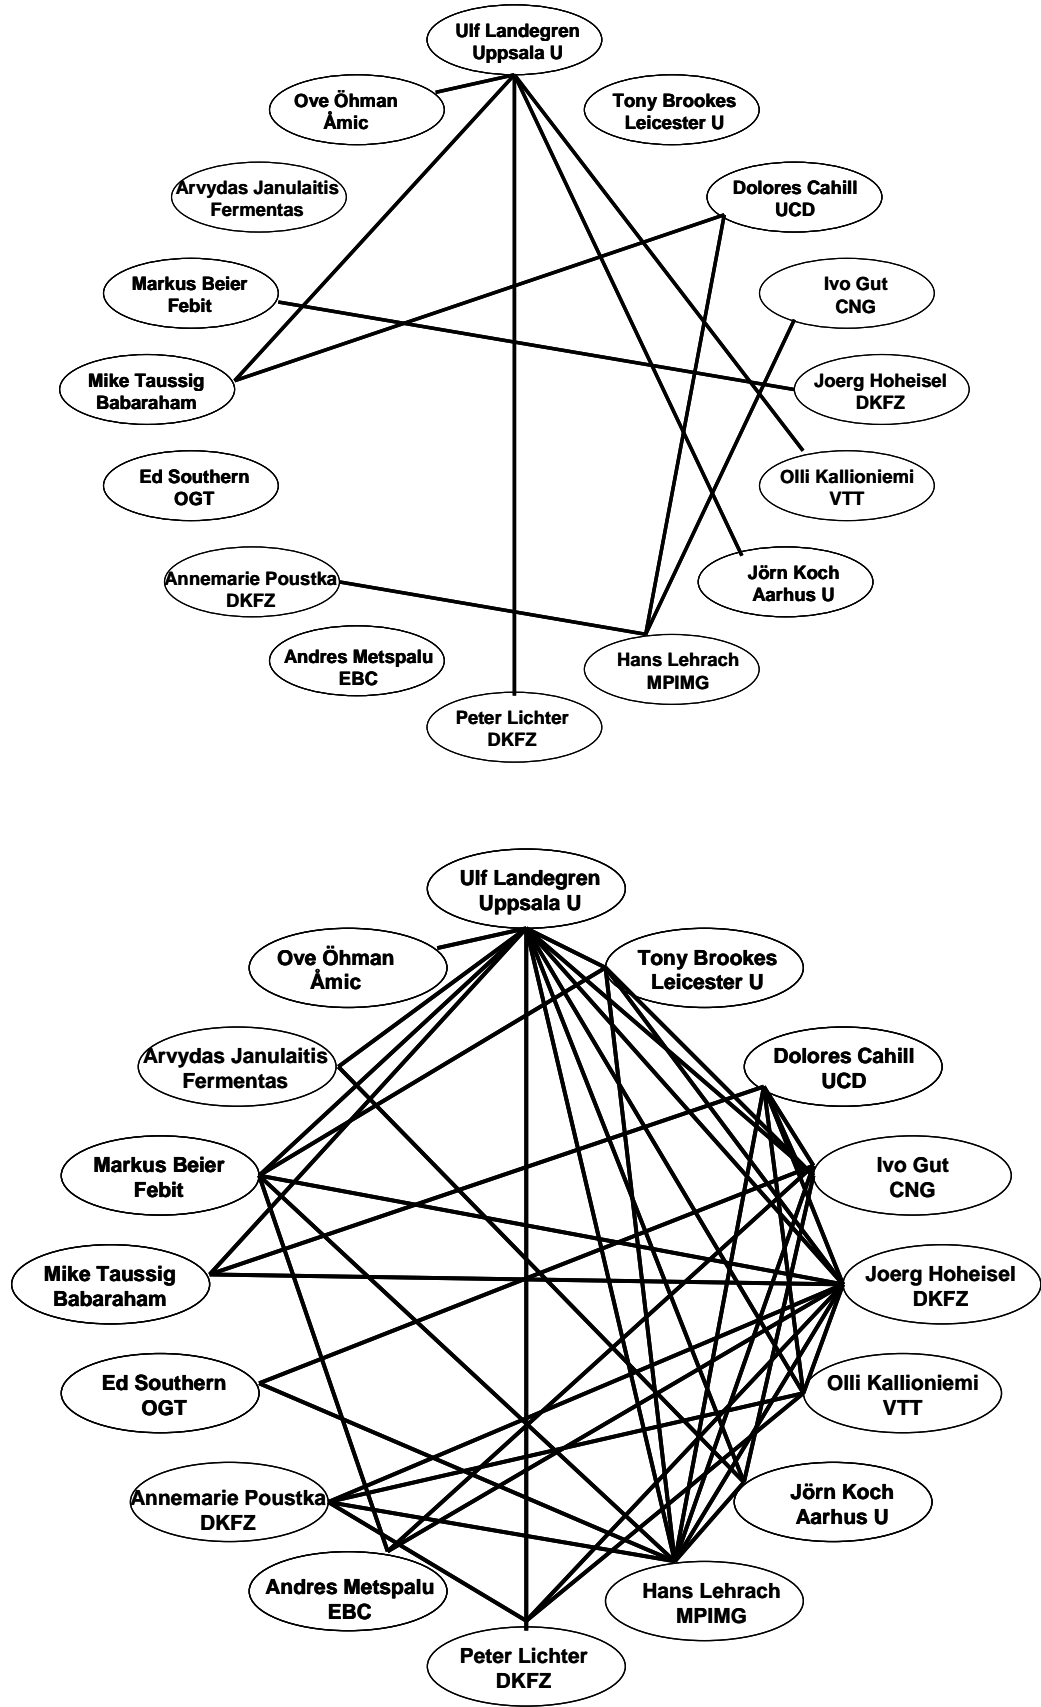 Ulf Landegren
Uppsala U
Ove Öhman
Åmic
Tony Brookes
Leicester U
Arvydas Janulaitis
Fermentas
Dolores Cahill
UCD
Markus Beier
Febit
Ivo Gut
CNG
Mike Taussig
Babaraham
Joerg Hoheisel
DKFZ
Ed Southern
OGT
Olli Kallioniemi
VTT
Annemarie Poustka
DKFZ
Jörn Koch
Aarhus U
Andres Metspalu
EBC
Hans Lehrach
MPIMG
Peter Lichter
DKFZ
Ulf Landegren
Uppsala U
Ove Öhman
Åmic
Tony Brookes
Leicester U
Arvydas Janulaitis
Fermentas
Dolores Cahill
UCD
Markus Beier
Febit
Ivo Gut
CNG
Mike Taussig
Babaraham
Joerg Hoheisel
DKFZ
Ed Southern
OGT
Olli Kallioniemi
VTT
Annemarie Poustka
DKFZ
Jörn Koch
Aarhus U
Andres Metspalu
EBC
Hans Lehrach
MPIMG
Peter Lichter
DKFZ